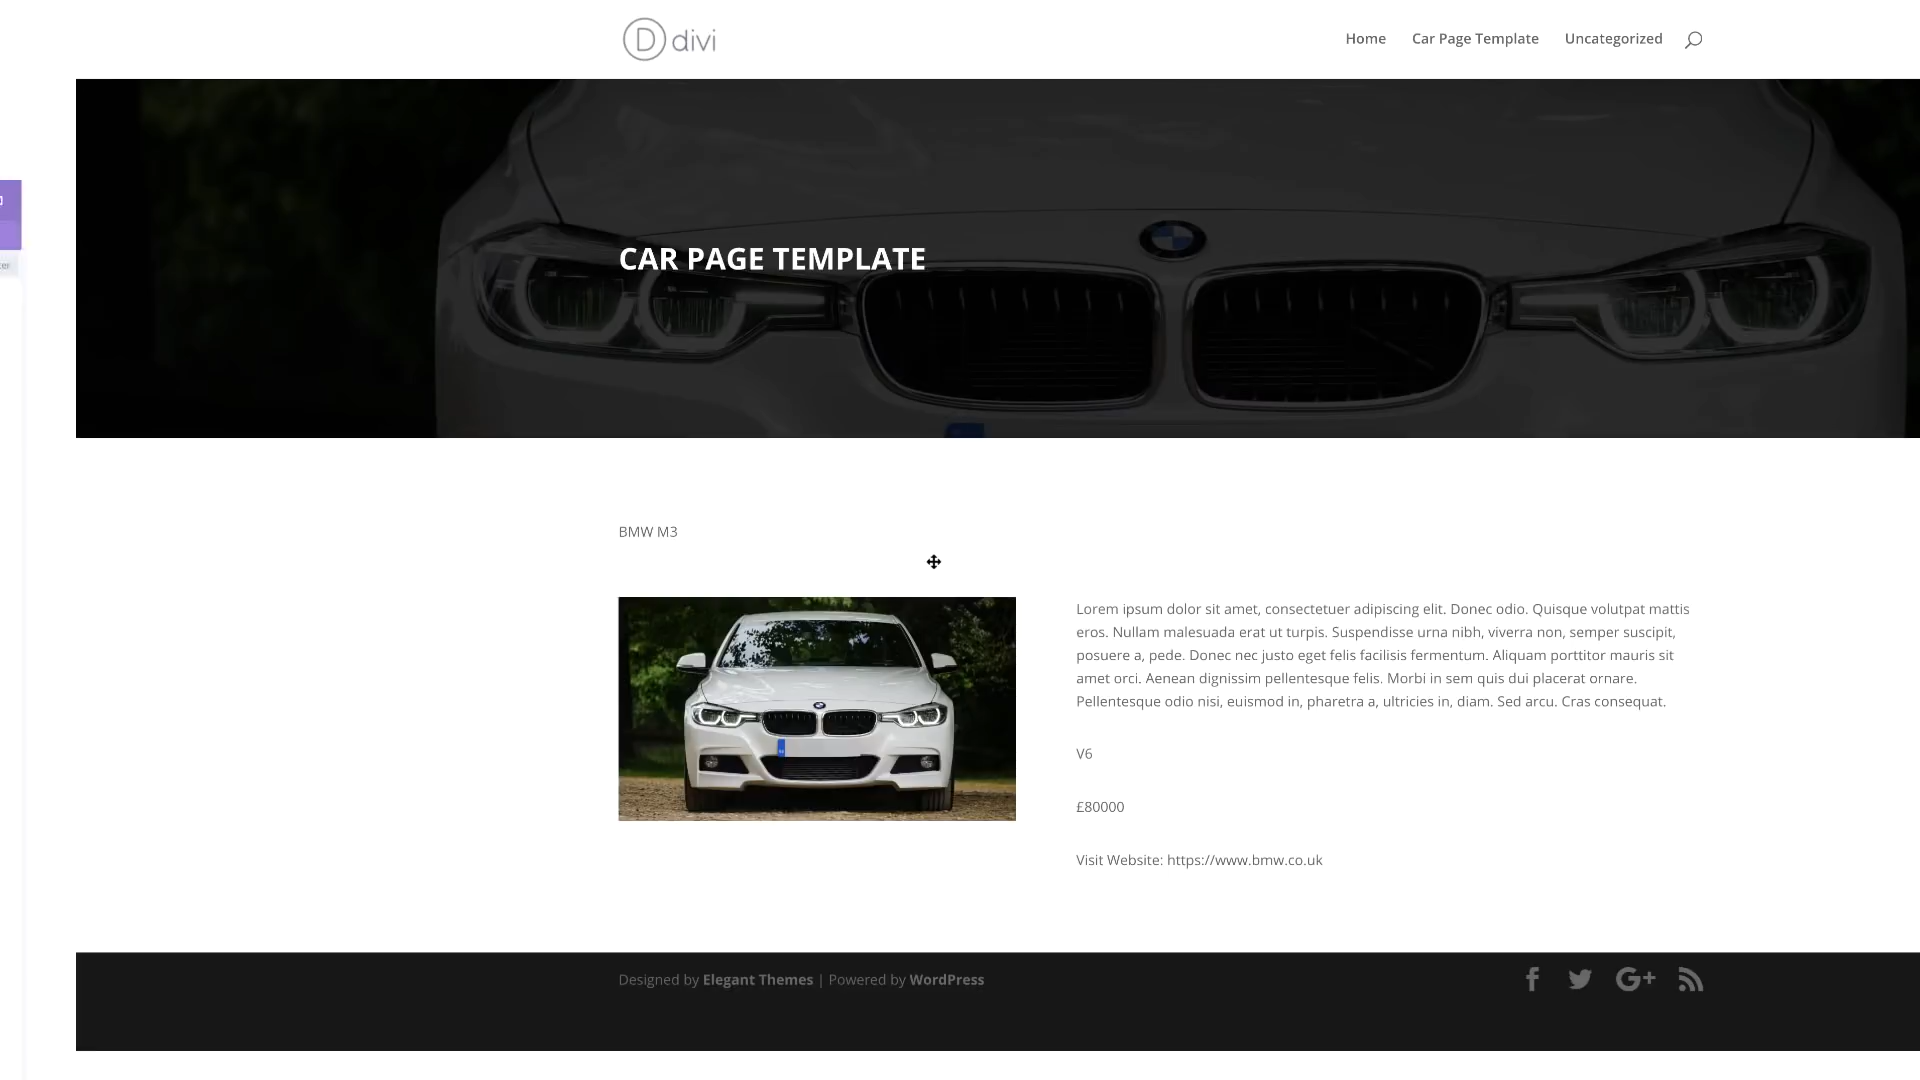 D divi
Home
Car Page Template
Uncategorized
CAR PAGE TEMPLATE
BMW M3
Lorem ipsum dolor sit amet, consectetuer adipiscing elit. Donec odio. Quisque volutpat mattis
eros. Nullam malesuada erat ut turpis. Suspendisse urna nibh, viverra non, semper suscipit,
posuere a, pede. Donec nec justo eget felis facilisis fermentum. Aliquam porttitor mauris sit
amet orci. Aenean dignissim pellentesque felis. Morbi in sem quis dui placerat ornare.
Pellentesque odio nisi, euismod in, pharetra a, ultricies in, diam. Sed arcu. Cras consequat.
V6
£80000
Visit Website: https://www.bmw.co.uk
Designed by Elegant Themes | Powered by WordPress